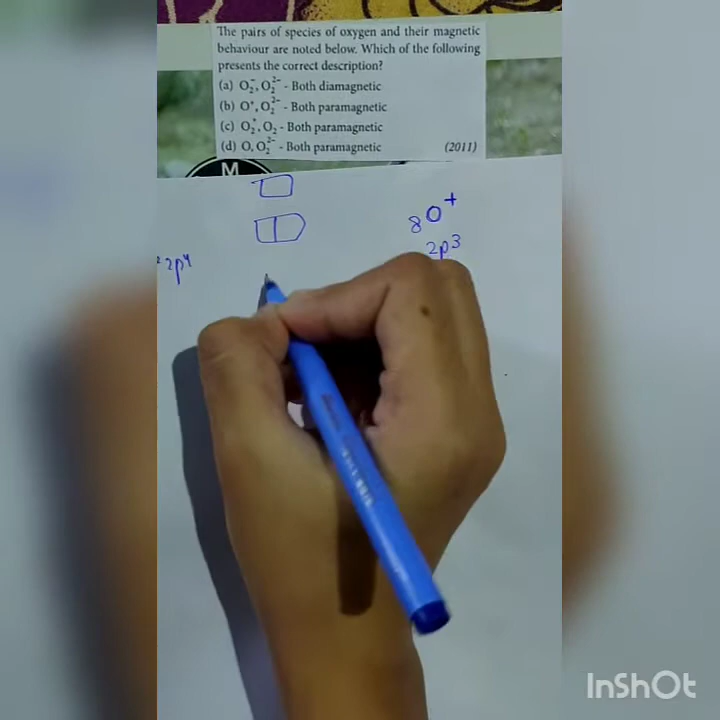 The pairs of species of oxygen and their magnetic
behaviour are noted below. Which of the following
presents the correct description?
(a) O₂⁻, O₂²⁻ - Both diamagnetic
(b) O⁺, O₂²⁻ - Both paramagnetic
(c) O₂⁺, O₂ - Both paramagnetic
(d) O, O₂²⁻ - Both paramagnetic (2011)
M
₈O⁺
2p³
² 2p⁴
InShOt